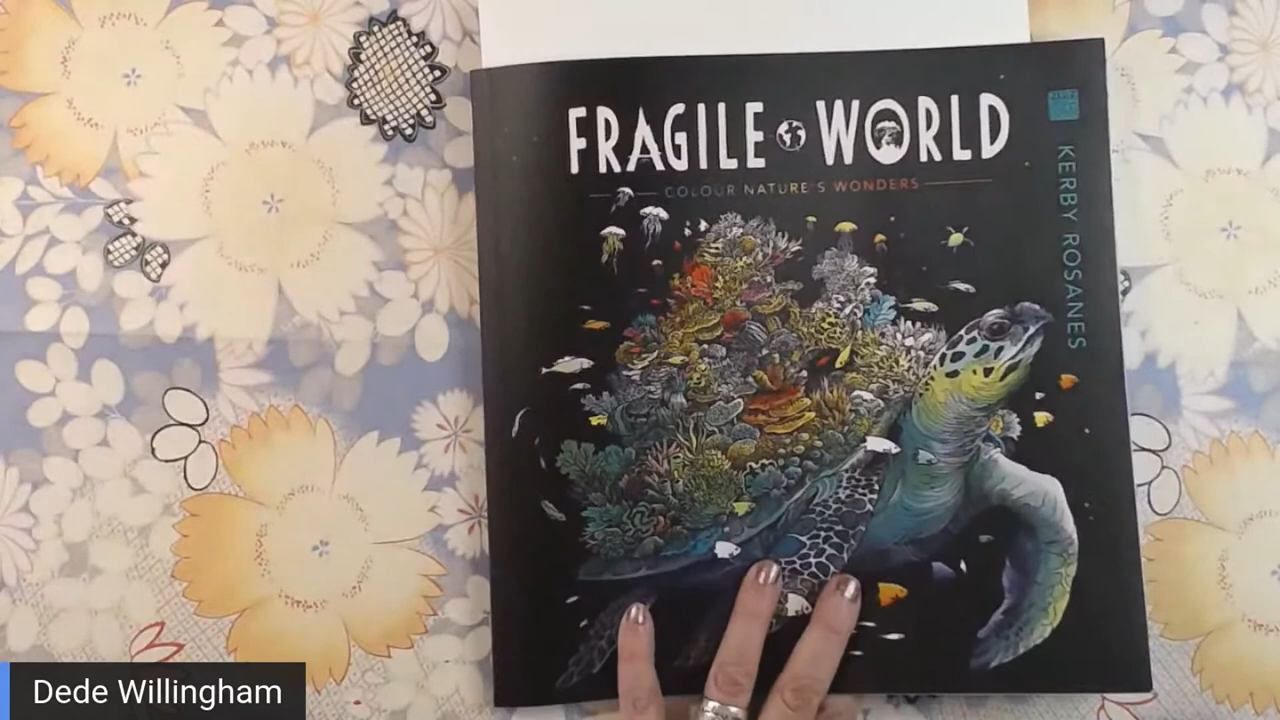 FRAGILE WORLD
COLOUR NATURE'S WONDERS
KERBY ROSANES
Dede Willingham